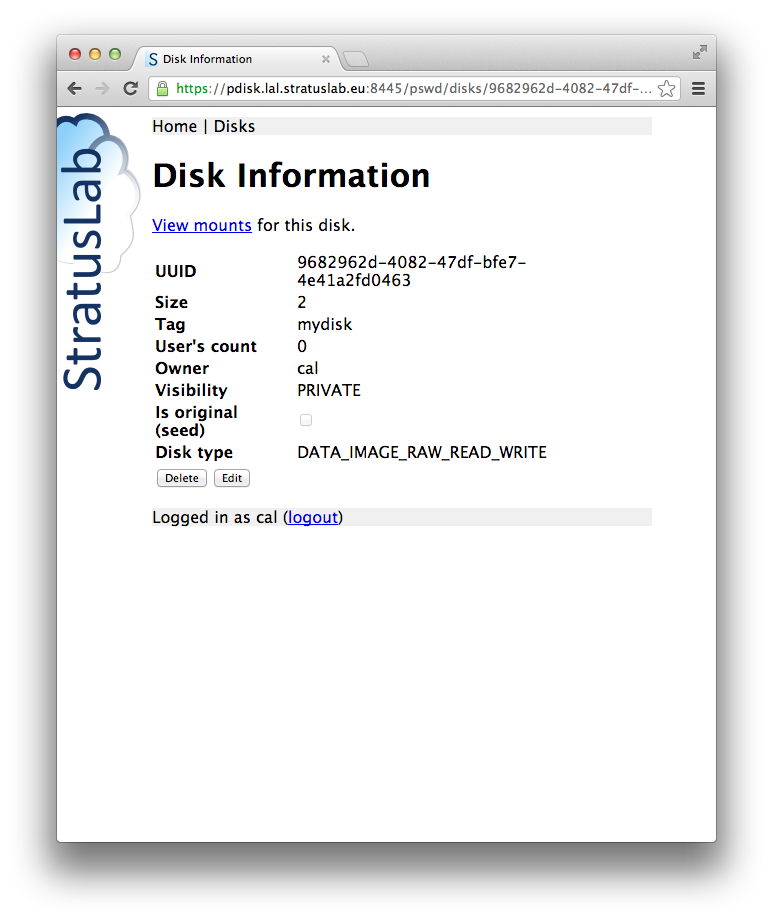 Disk Information
https://pdisk.lal.stratuslab.eu:8445/pswd/disks/9682962d-4082-47df-...
StratusLab
Home | Disks
Disk Information
View mounts for this disk.
UUID 9682962d-4082-47df-bfe7-
4e41a2fd0463
Size 2
Tag mydisk
User's count 0
Owner cal
Visibility PRIVATE
Is original
(seed)
Disk type DATA_IMAGE_RAW_READ_WRITE
Delete Edit
Logged in as cal (logout)